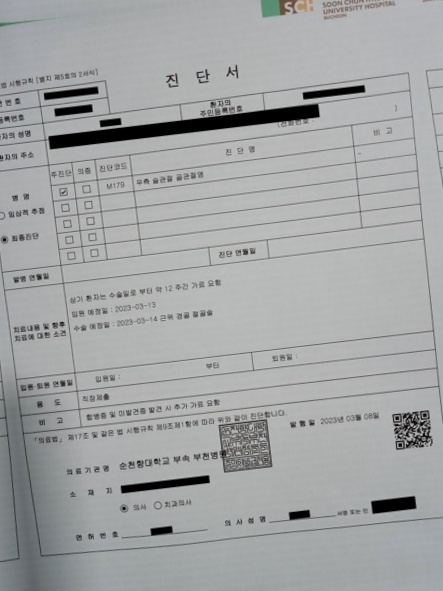 SCH SOON CHUN
UNIVERSITY HOSPITAL
BUCHEON
법 시행규칙 [별지 제5호의 2서식]
진 단 서
번 호
등록번호
환자의
주민등록번호
자의 성명
환자의 주소
(전화번호 : )
병 명
주진단 의증 진단코드 진 단 명 비 고
☑ ☐ M179 우측 슬관절 골관절염 -
☐ ☐
☐ ☐
☐ ☐
☐ ☐
○ 임상적 추정
◉ 최종진단
발병 연월일 진단 연월일
치료내용 및 향후
치료에 대한 소견
상기 환자는 수술일로 부터 약 12 주간 가료 요함
입원 예정일 : 2023-03-13
수술 예정일 : 2023-03-14 근위 경골 절골술
입원·퇴원 연월일 입원일 : 부터 퇴원일 :
용 도 직장제출
비 고 합병증 및 미발견증 발견 시 추가 가료 요함
「의료법」 제17조 및 같은 법 시행규칙 제9조제1항에 따라 위와 같이 진단합니다.
발 행 일 2023년 03월 08일
의 료 기 관 명 순천향대학교 부속 부천병원
소 재 지
◉ 의사 ○ 치과의사
면 허 번 호 의 사 성 명 서명 또는 인